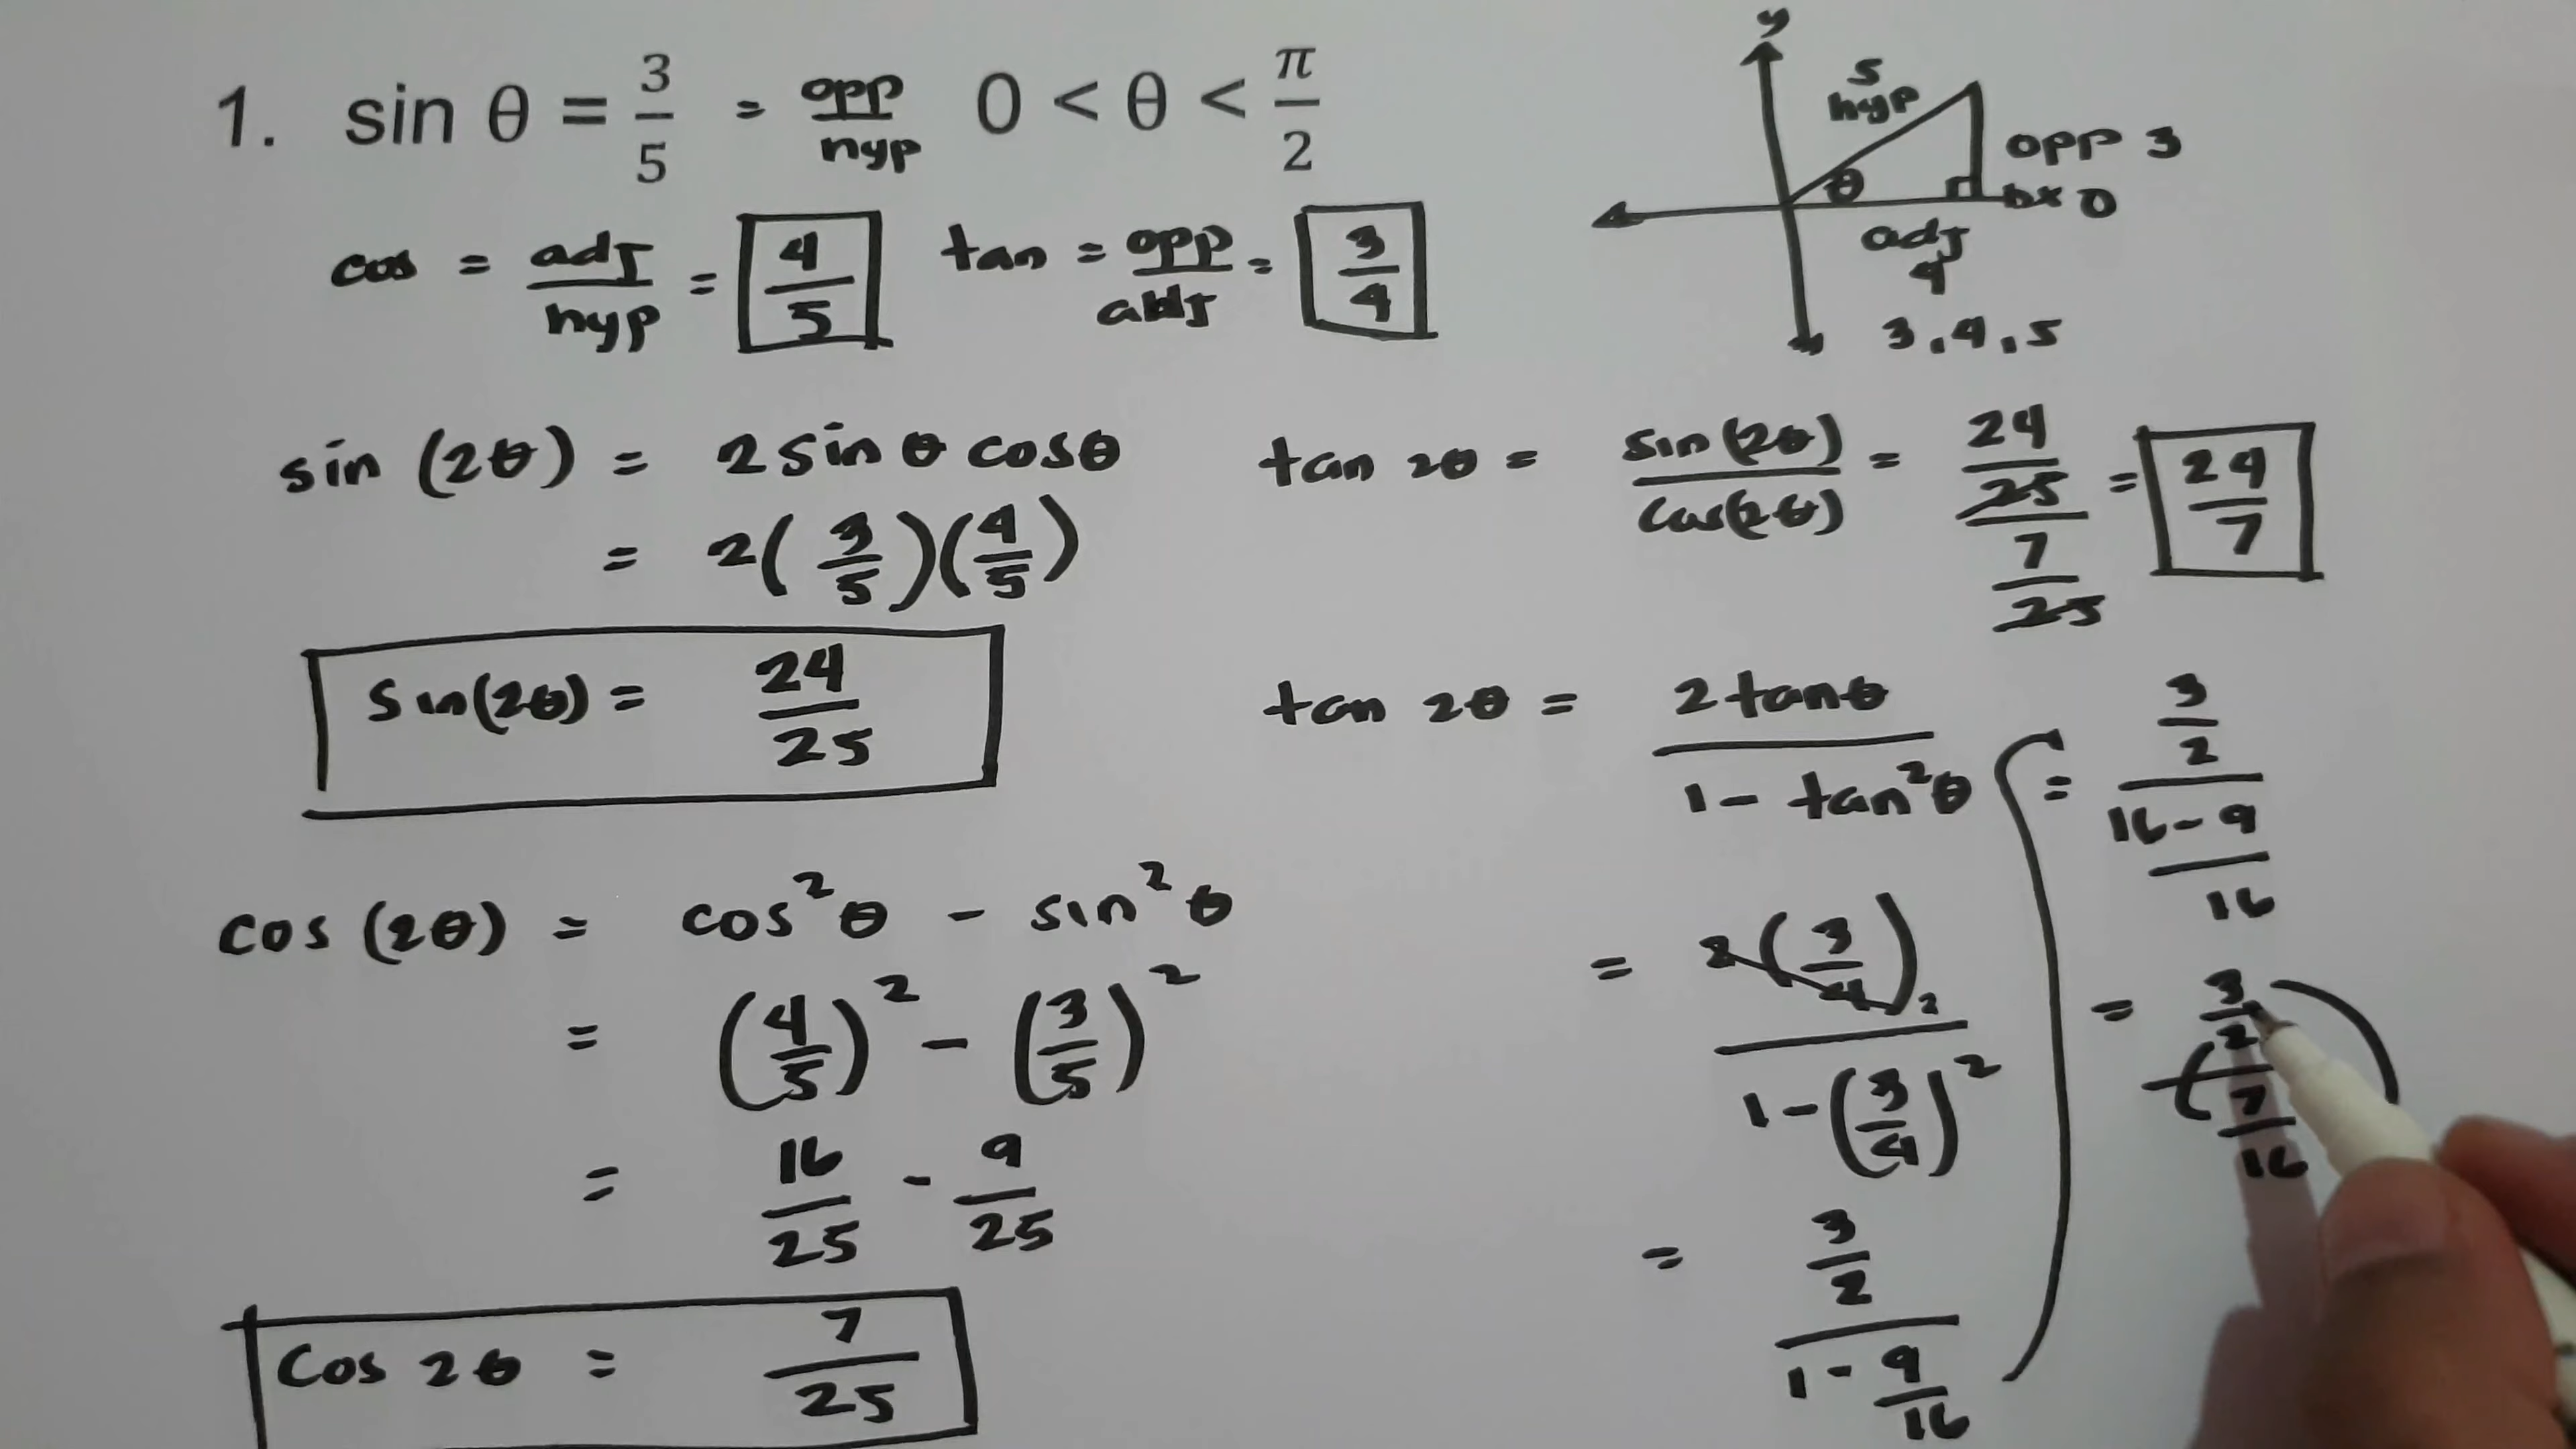 1. sin θ = 3/5 = opp/hyp 0 < θ < π/2
cos = adj/hyp = 4/5 tan = opp/adj = 3/4
y
5
hyp
θ
opp 3
adj
4
3, 4, 5
sin (2θ) = 2 sin θ cos θ
= 2(3/5)(4/5)
sin(2θ) = 24/25
cos (2θ) = cos²θ - sin²θ
= (4/5)² - (3/5)²
= 16/25 - 9/25
cos 2θ = 7/25
tan 2θ = sin(2θ)/cos(2θ) = (24/25)/(7/25) = 24/7
tan 2θ = 2 tan θ/(1 - tan²θ)
= 2(3/4)2/(1 - (3/4)²)
= (3/2)/(1 - 9/16)
= (3/2)/((16 - 9)/16)
= (3/2)/(7/16)